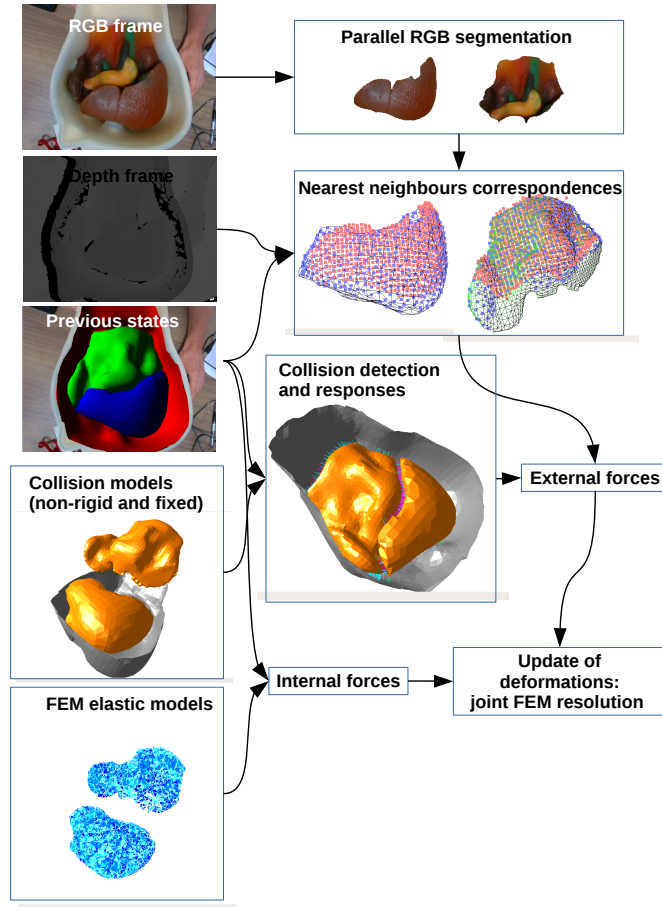 RGB frame
Parallel RGB segmentation
Depth frame
Nearest neighbours correspondences
Previous states
Collision detection
and responses
Collision models
(non-rigid and fixed)
External forces
Internal forces
Update of
deformations:
joint FEM resolution
FEM elastic models